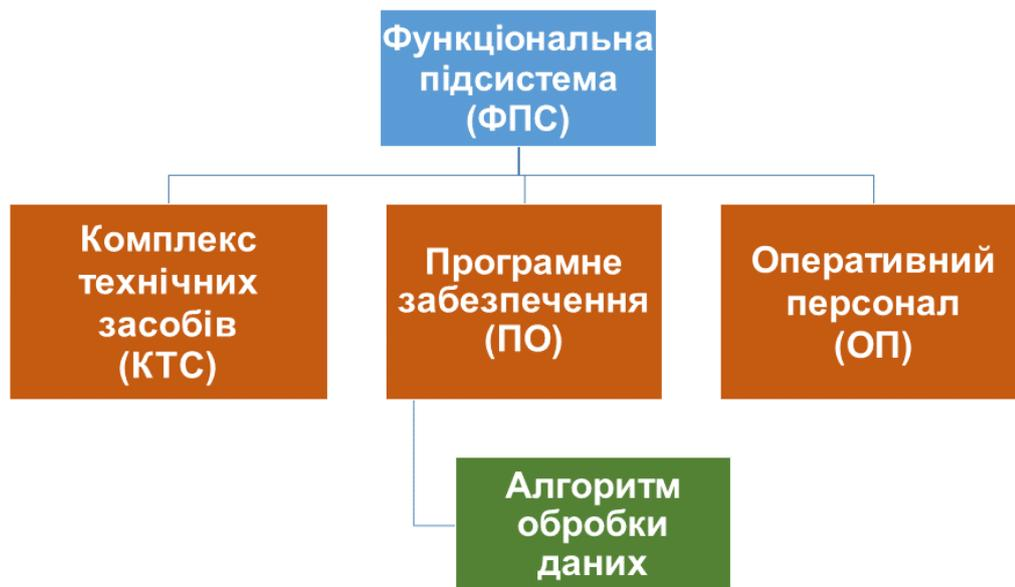 Функціональна
підсистема
(ФПС)
Комплекс
технічних
засобів
(КТС)
Програмне
забезпечення
(ПО)
Оперативний
персонал
(ОП)
Алгоритм
обробки
даних